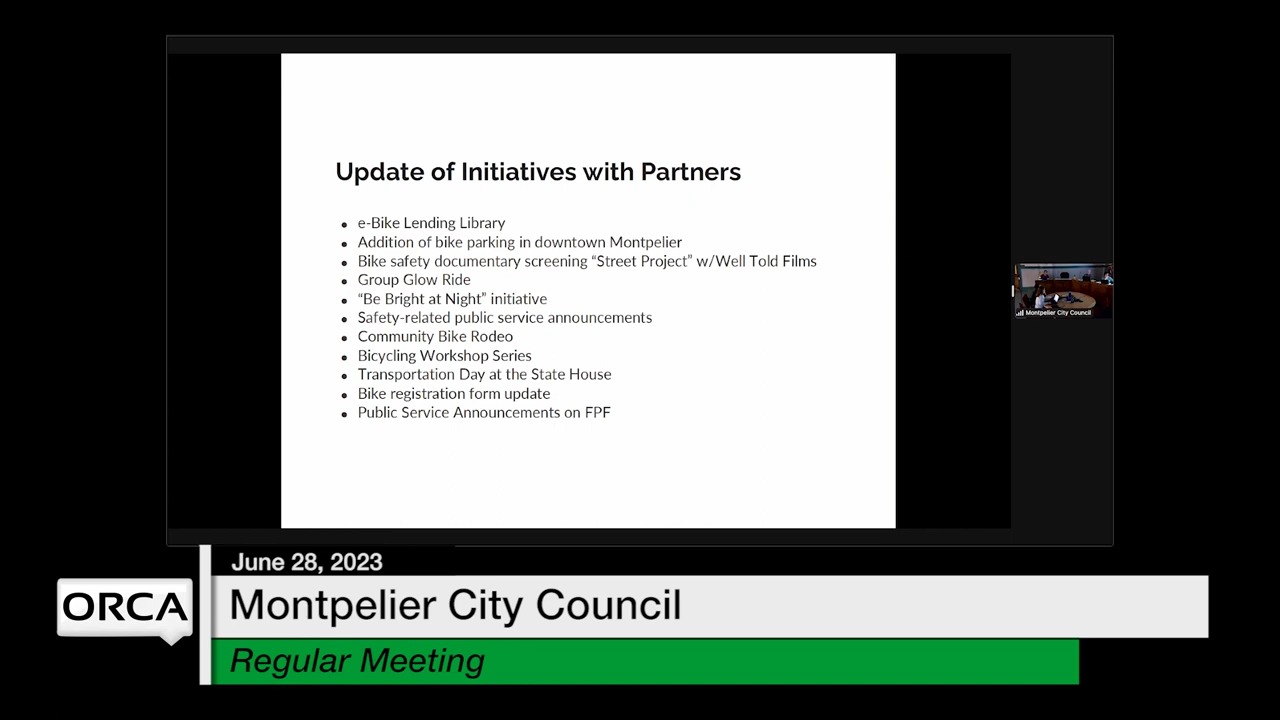 Update of Initiatives with Partners
e-Bike Lending Library
Addition of bike parking in downtown Montpelier
Bike safety documentary screening “Street Project” w/Well Told Films
Group Glow Ride
“Be Bright at Night” initiative
Safety-related public service announcements
Community Bike Rodeo
Bicycling Workshop Series
Transportation Day at the State House
Bike registration form update
Public Service Announcements on FPF
Montpelier City Council
June 28, 2023
ORCA
Montpelier City Council
Regular Meeting